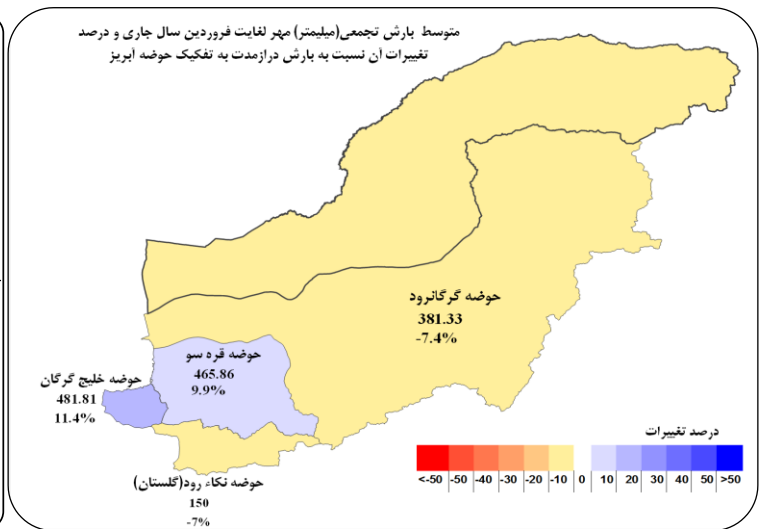 متوسط بارش تجمعی(میلیمتر) مهر لغایت فروردین سال جاری و درصد
تغییرات آن نسبت به بارش درازمدت به تفکیک حوضه آبریز
حوضه گرگانرود
381.33
-7.4%
حوضه قره سو
465.86
9.9%
حوضه خلیج گرگان
481.81
11.4%
حوضه نکاء رود(گلستان)
150
-7%
درصد تغییرات
<-50 -50 -40 -30 -20 -10 0 10 20 30 40 50 >50